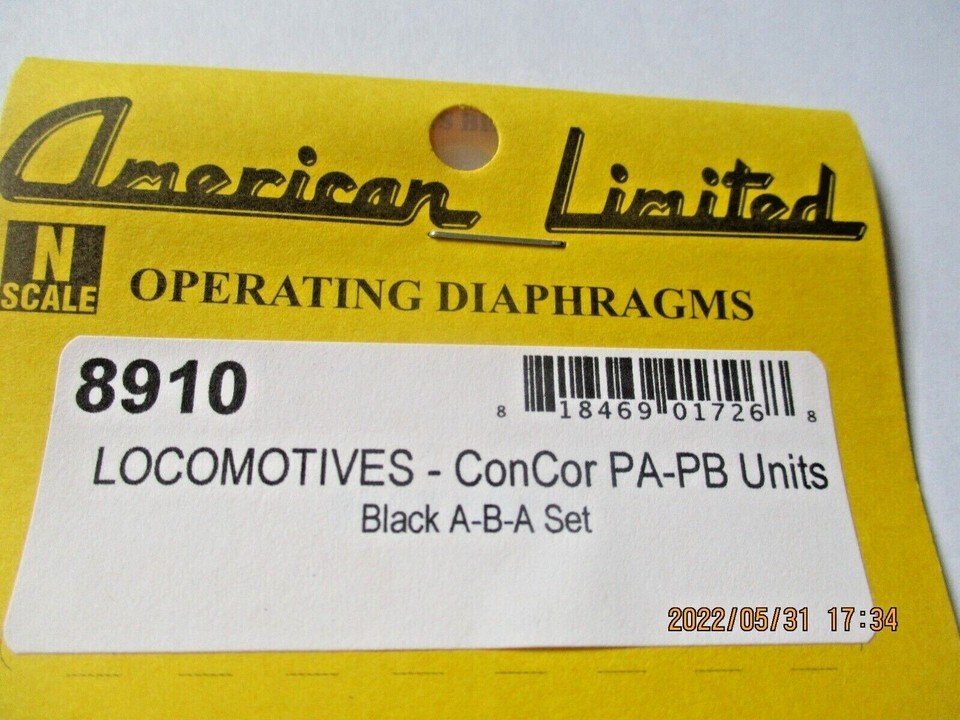 American Limited
N
SCALE
OPERATING DIAPHRAGMS
8910
8 18469 01726 8
LOCOMOTIVES - ConCor PA-PB Units
Black A-B-A Set
2022/05/31 17:34